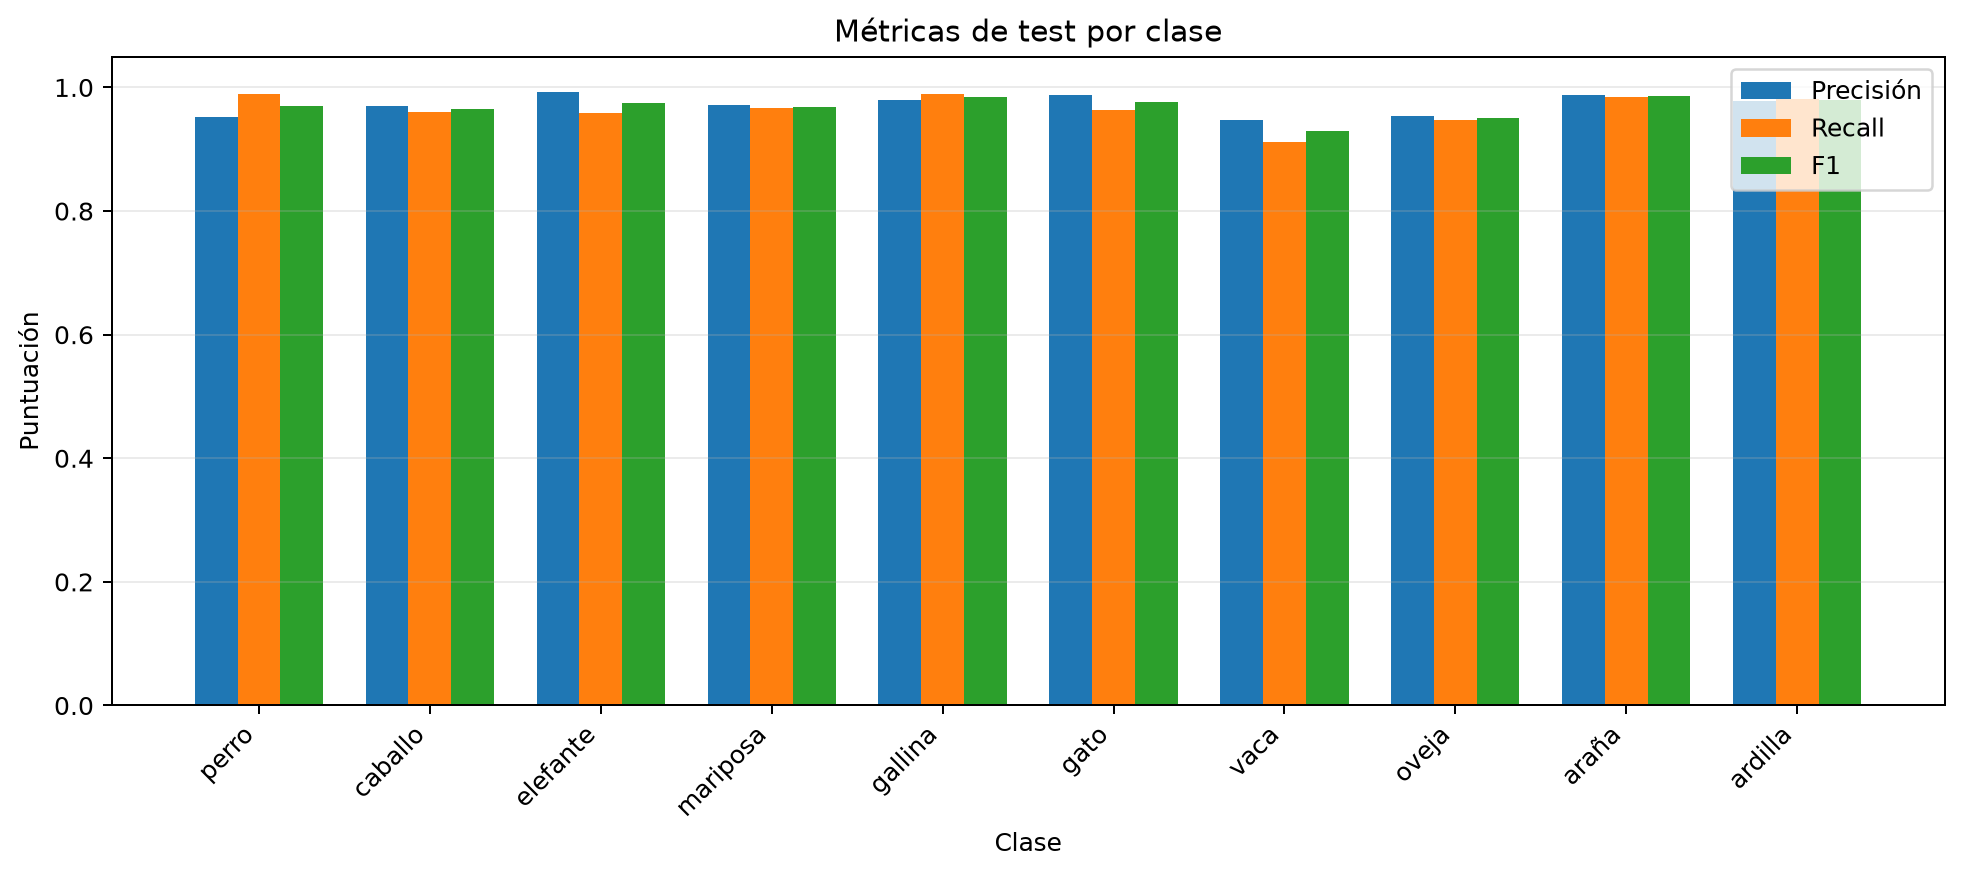 Métricas de test por clase
Precisión
Recall
F1
1.0
0.8
0.6
0.4
0.2
0.0
Puntuación
perro
caballo
elefante
mariposa
gallina
gato
vaca
oveja
araña
ardilla
Clase